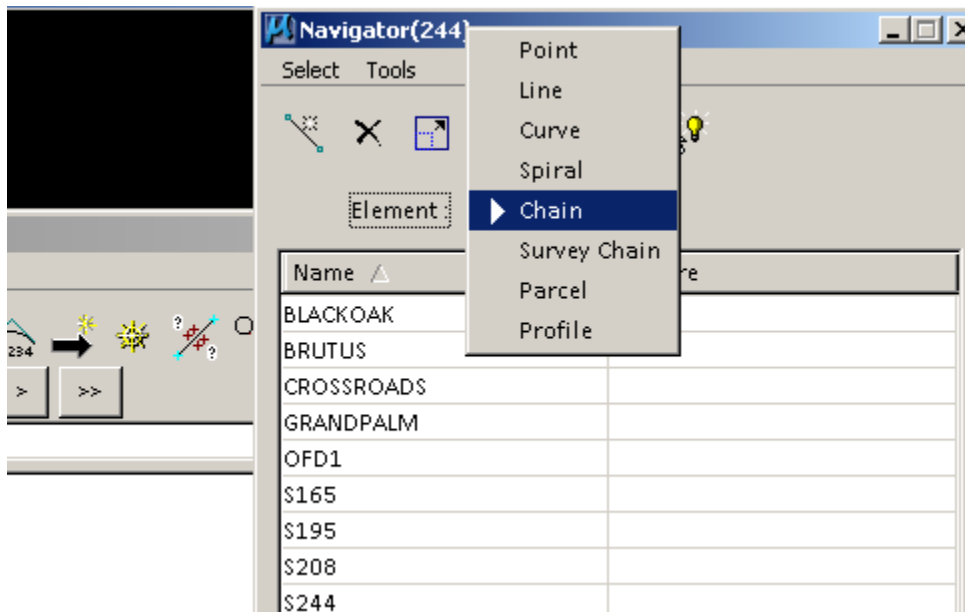 Navigator(244)
Select Tools
Point
Line
Curve
Spiral
Element :
Chain
Survey Chain
Parcel
Profile
Name
re
BLACKOAK
BRUTUS
CROSSROADS
GRANDPALM
OFD1
S165
S195
S208
S244
234
? ?
> >>